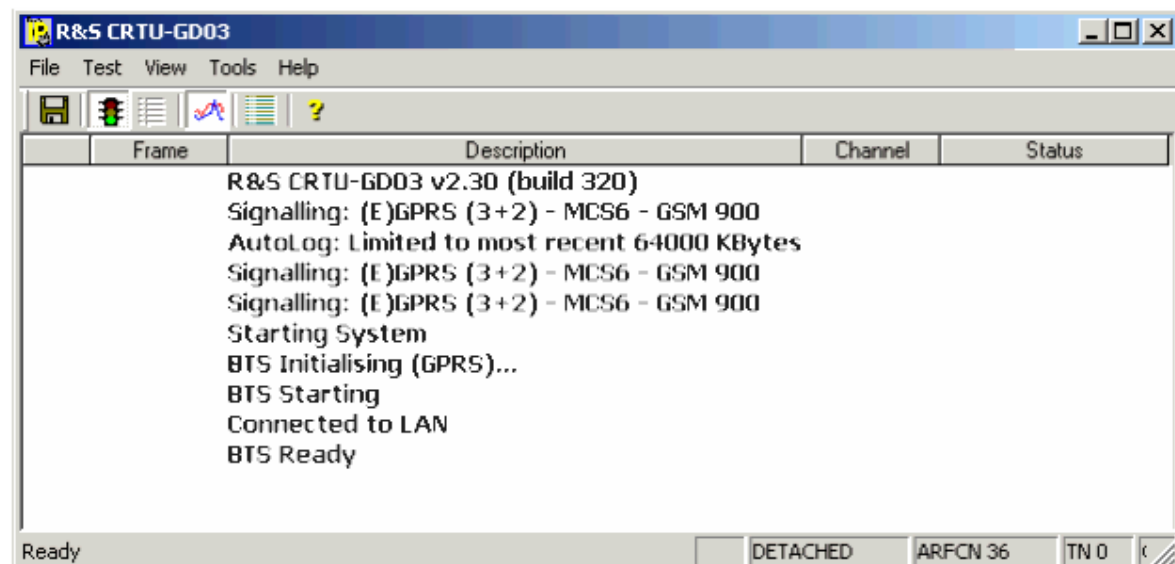 R&S CRTU-GD03
File Test View Tools Help
Frame Description Channel Status
R&S CRTU-GD03 v2.30 (build 320)
Signalling: (E)GPRS (3+2) - MCS6 - GSM 900
AutoLog: Limited to most recent 64000 KBytes
Signalling: (E)GPRS (3+2) - MCS6 - GSM 900
Signalling: (E)GPRS (3+2) - MCS6 - GSM 900
Starting System
BTS Initialising (GPRS)...
BTS Starting
Connected to LAN
BTS Ready
Ready DETACHED ARFCN 36 TN 0